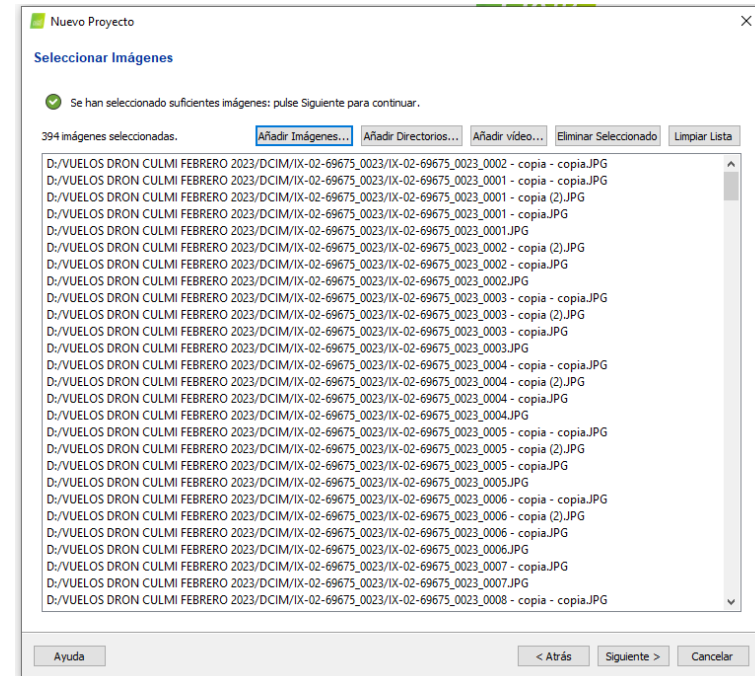 Nuevo Proyecto
Seleccionar Imágenes
Se han seleccionado suficientes imágenes: pulse Siguiente para continuar.
394 imágenes seleccionadas. Añadir Imágenes... Añadir Directorios... Añadir vídeo... Eliminar Seleccionado Limpiar Lista
D:/VUELOS DRON CULMI FEBRERO 2023/DCIM/IX-02-69675_0023/IX-02-69675_0023_0002 - copia - copia.JPG
D:/VUELOS DRON CULMI FEBRERO 2023/DCIM/IX-02-69675_0023/IX-02-69675_0023_0001 - copia - copia.JPG
D:/VUELOS DRON CULMI FEBRERO 2023/DCIM/IX-02-69675_0023/IX-02-69675_0023_0001 - copia (2).JPG
D:/VUELOS DRON CULMI FEBRERO 2023/DCIM/IX-02-69675_0023/IX-02-69675_0023_0001 - copia.JPG
D:/VUELOS DRON CULMI FEBRERO 2023/DCIM/IX-02-69675_0023/IX-02-69675_0023_0001.JPG
D:/VUELOS DRON CULMI FEBRERO 2023/DCIM/IX-02-69675_0023/IX-02-69675_0023_0002 - copia (2).JPG
D:/VUELOS DRON CULMI FEBRERO 2023/DCIM/IX-02-69675_0023/IX-02-69675_0023_0002 - copia.JPG
D:/VUELOS DRON CULMI FEBRERO 2023/DCIM/IX-02-69675_0023/IX-02-69675_0023_0002.JPG
D:/VUELOS DRON CULMI FEBRERO 2023/DCIM/IX-02-69675_0023/IX-02-69675_0023_0003 - copia - copia.JPG
D:/VUELOS DRON CULMI FEBRERO 2023/DCIM/IX-02-69675_0023/IX-02-69675_0023_0003 - copia (2).JPG
D:/VUELOS DRON CULMI FEBRERO 2023/DCIM/IX-02-69675_0023/IX-02-69675_0023_0003 - copia.JPG
D:/VUELOS DRON CULMI FEBRERO 2023/DCIM/IX-02-69675_0023/IX-02-69675_0023_0003.JPG
D:/VUELOS DRON CULMI FEBRERO 2023/DCIM/IX-02-69675_0023/IX-02-69675_0023_0004 - copia - copia.JPG
D:/VUELOS DRON CULMI FEBRERO 2023/DCIM/IX-02-69675_0023/IX-02-69675_0023_0004 - copia (2).JPG
D:/VUELOS DRON CULMI FEBRERO 2023/DCIM/IX-02-69675_0023/IX-02-69675_0023_0004 - copia.JPG
D:/VUELOS DRON CULMI FEBRERO 2023/DCIM/IX-02-69675_0023/IX-02-69675_0023_0004.JPG
D:/VUELOS DRON CULMI FEBRERO 2023/DCIM/IX-02-69675_0023/IX-02-69675_0023_0005 - copia - copia.JPG
D:/VUELOS DRON CULMI FEBRERO 2023/DCIM/IX-02-69675_0023/IX-02-69675_0023_0005 - copia (2).JPG
D:/VUELOS DRON CULMI FEBRERO 2023/DCIM/IX-02-69675_0023/IX-02-69675_0023_0005 - copia.JPG
D:/VUELOS DRON CULMI FEBRERO 2023/DCIM/IX-02-69675_0023/IX-02-69675_0023_0005.JPG
D:/VUELOS DRON CULMI FEBRERO 2023/DCIM/IX-02-69675_0023/IX-02-69675_0023_0006 - copia - copia.JPG
D:/VUELOS DRON CULMI FEBRERO 2023/DCIM/IX-02-69675_0023/IX-02-69675_0023_0006 - copia (2).JPG
D:/VUELOS DRON CULMI FEBRERO 2023/DCIM/IX-02-69675_0023/IX-02-69675_0023_0006 - copia.JPG
D:/VUELOS DRON CULMI FEBRERO 2023/DCIM/IX-02-69675_0023/IX-02-69675_0023_0006.JPG
D:/VUELOS DRON CULMI FEBRERO 2023/DCIM/IX-02-69675_0023/IX-02-69675_0023_0007 - copia.JPG
D:/VUELOS DRON CULMI FEBRERO 2023/DCIM/IX-02-69675_0023/IX-02-69675_0023_0007.JPG
D:/VUELOS DRON CULMI FEBRERO 2023/DCIM/IX-02-69675_0023/IX-02-69675_0023_0008 - copia - copia.JPG
Ayuda < Atrás Siguiente > Cancelar